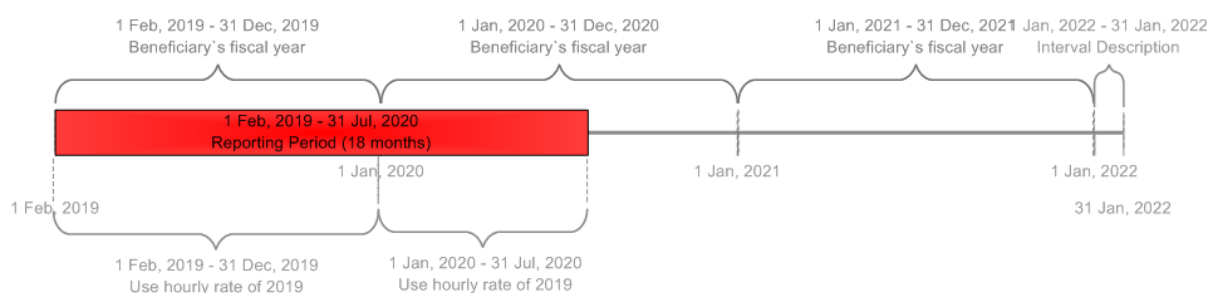 1 Feb, 2019 - 31 Dec, 2019
Beneficiary`s fiscal year
1 Jan, 2020 - 31 Dec, 2020
Beneficiary`s fiscal year
1 Jan, 2021 - 31 Dec, 2021
Beneficiary`s fiscal year
1 Jan, 2022 - 31 Jan, 2022
Interval Description
1 Feb, 2019 - 31 Jul, 2020
Reporting Period (18 months)
1 Jan, 2020
1 Jan, 2021
1 Jan, 2022
1 Feb, 2019
31 Jan, 2022
1 Feb, 2019 - 31 Dec, 2019
Use hourly rate of 2019
1 Jan, 2020 - 31 Jul, 2020
Use hourly rate of 2019